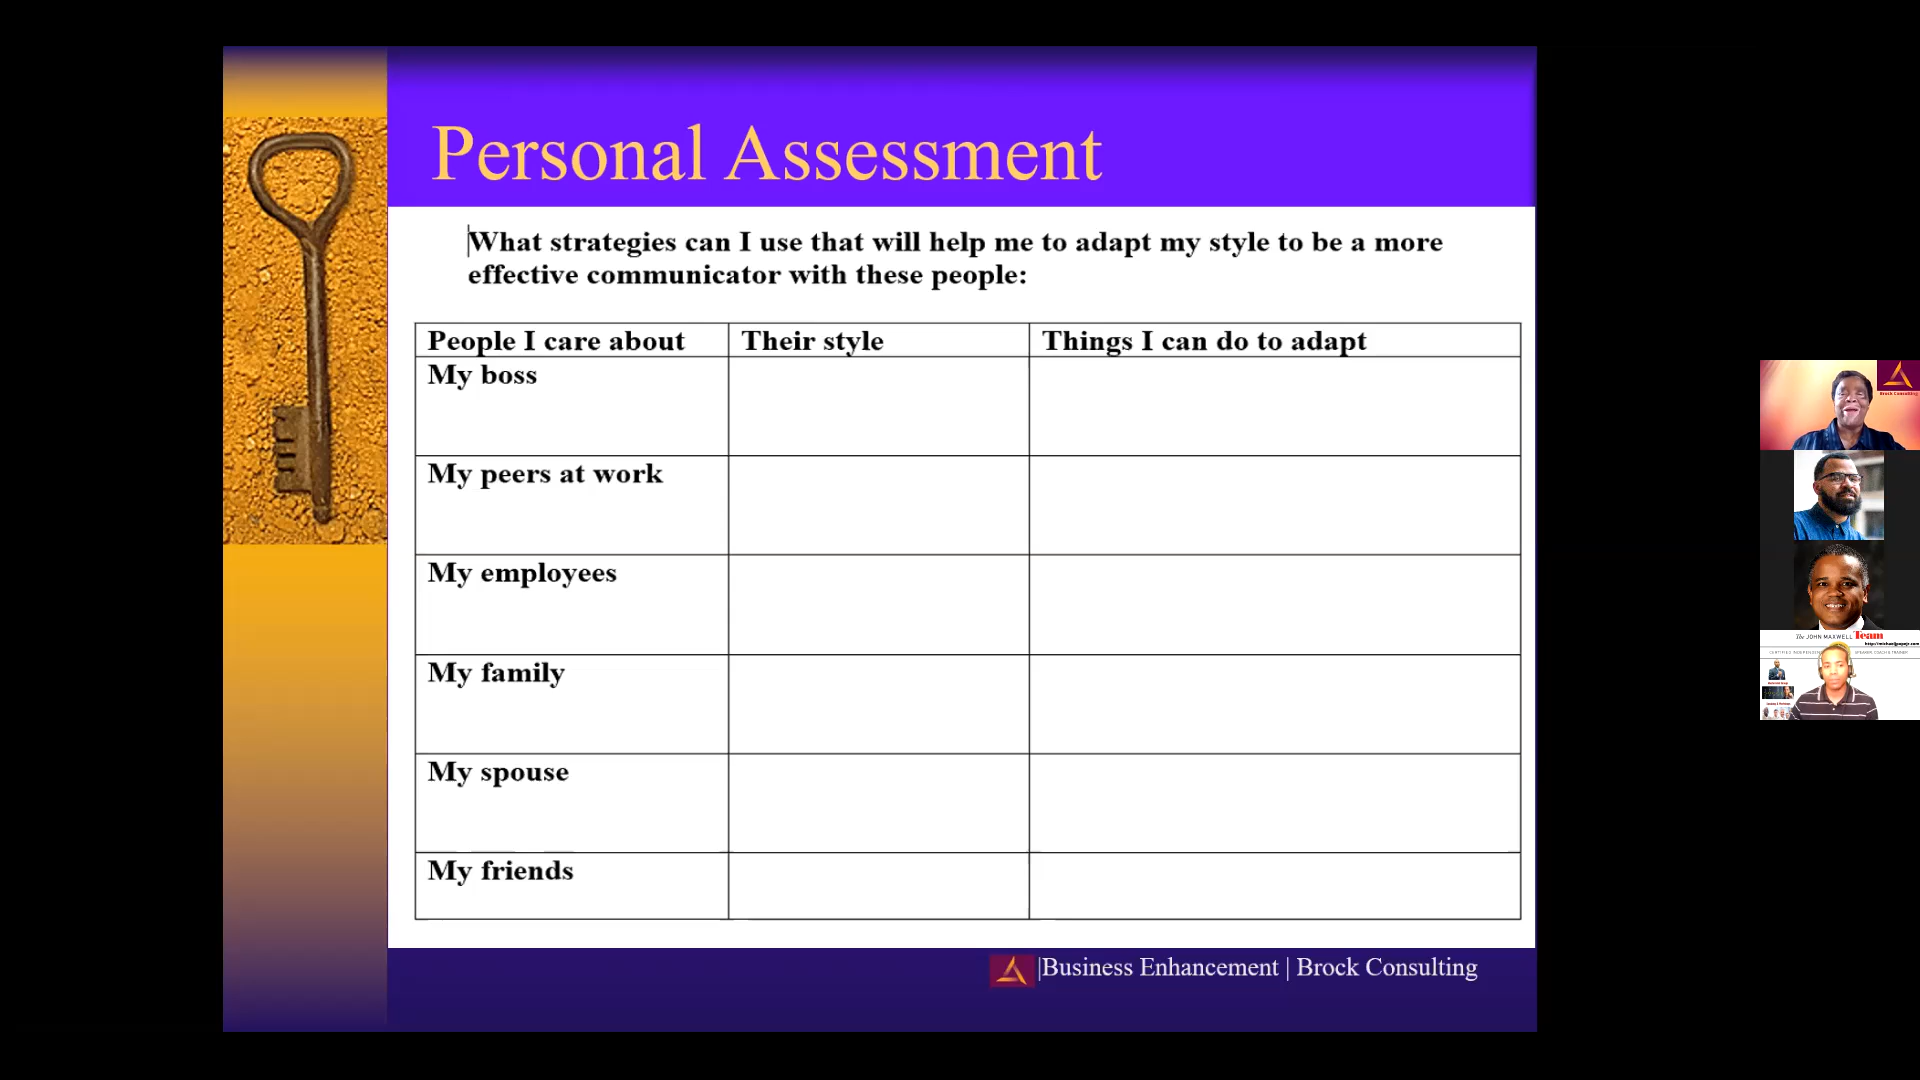 Personal Assessment
What strategies can I use that will help me to adapt my style to be a more
effective communicator with these people:
People I care about
Their style
Things I can do to adapt
My boss
My peers at work
My employees
My family
My spouse
My friends
|Business Enhancement | Brock Consulting
Brock Consulting
The JOHN MAXWELL Team